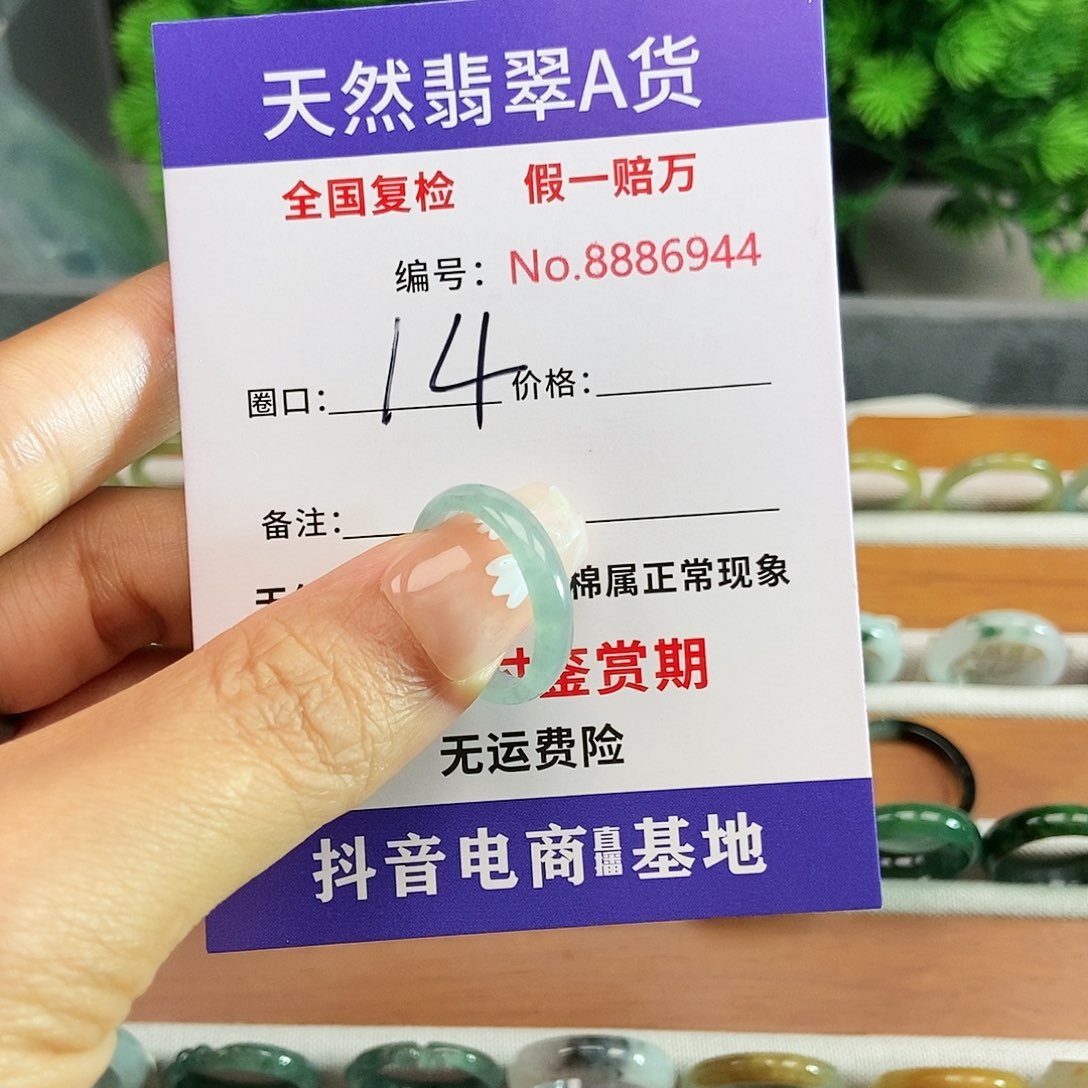 天然翡翠A货
全国复检 假一赔万
编号：No.8886944
圈口：14 价格：
备注：
棉属正常现象
鉴赏期
无运费险
抖音电商直播基地